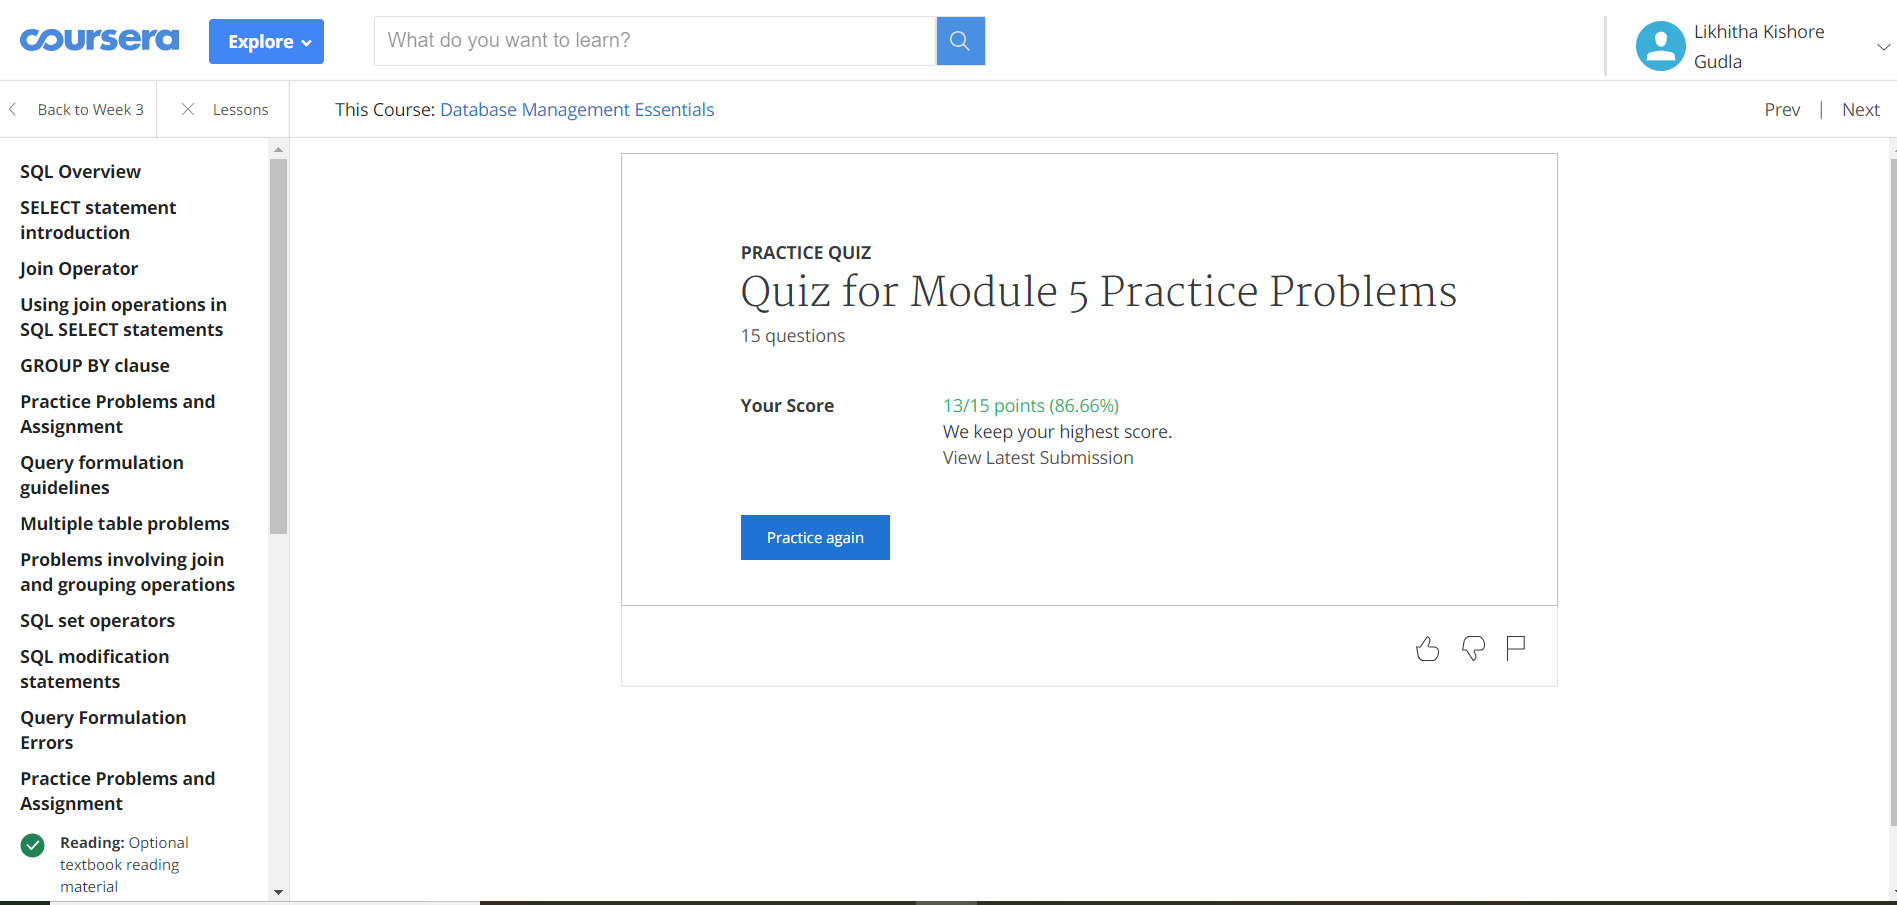 coursera
Explore
What do you want to learn?
Likhitha Kishore
Gudla
Back to Week 3
Lessons
This Course: Database Management Essentials
Prev | Next
SQL Overview
SELECT statement
introduction
Join Operator
Using join operations in
SQL SELECT statements
GROUP BY clause
Practice Problems and
Assignment
Query formulation
guidelines
Multiple table problems
Problems involving join
and grouping operations
SQL set operators
SQL modification
statements
Query Formulation
Errors
Practice Problems and
Assignment
Reading: Optional
textbook reading
material
PRACTICE QUIZ
Quiz for Module 5 Practice Problems
15 questions
Your Score
13/15 points (86.66%)
We keep your highest score.
View Latest Submission
Practice again